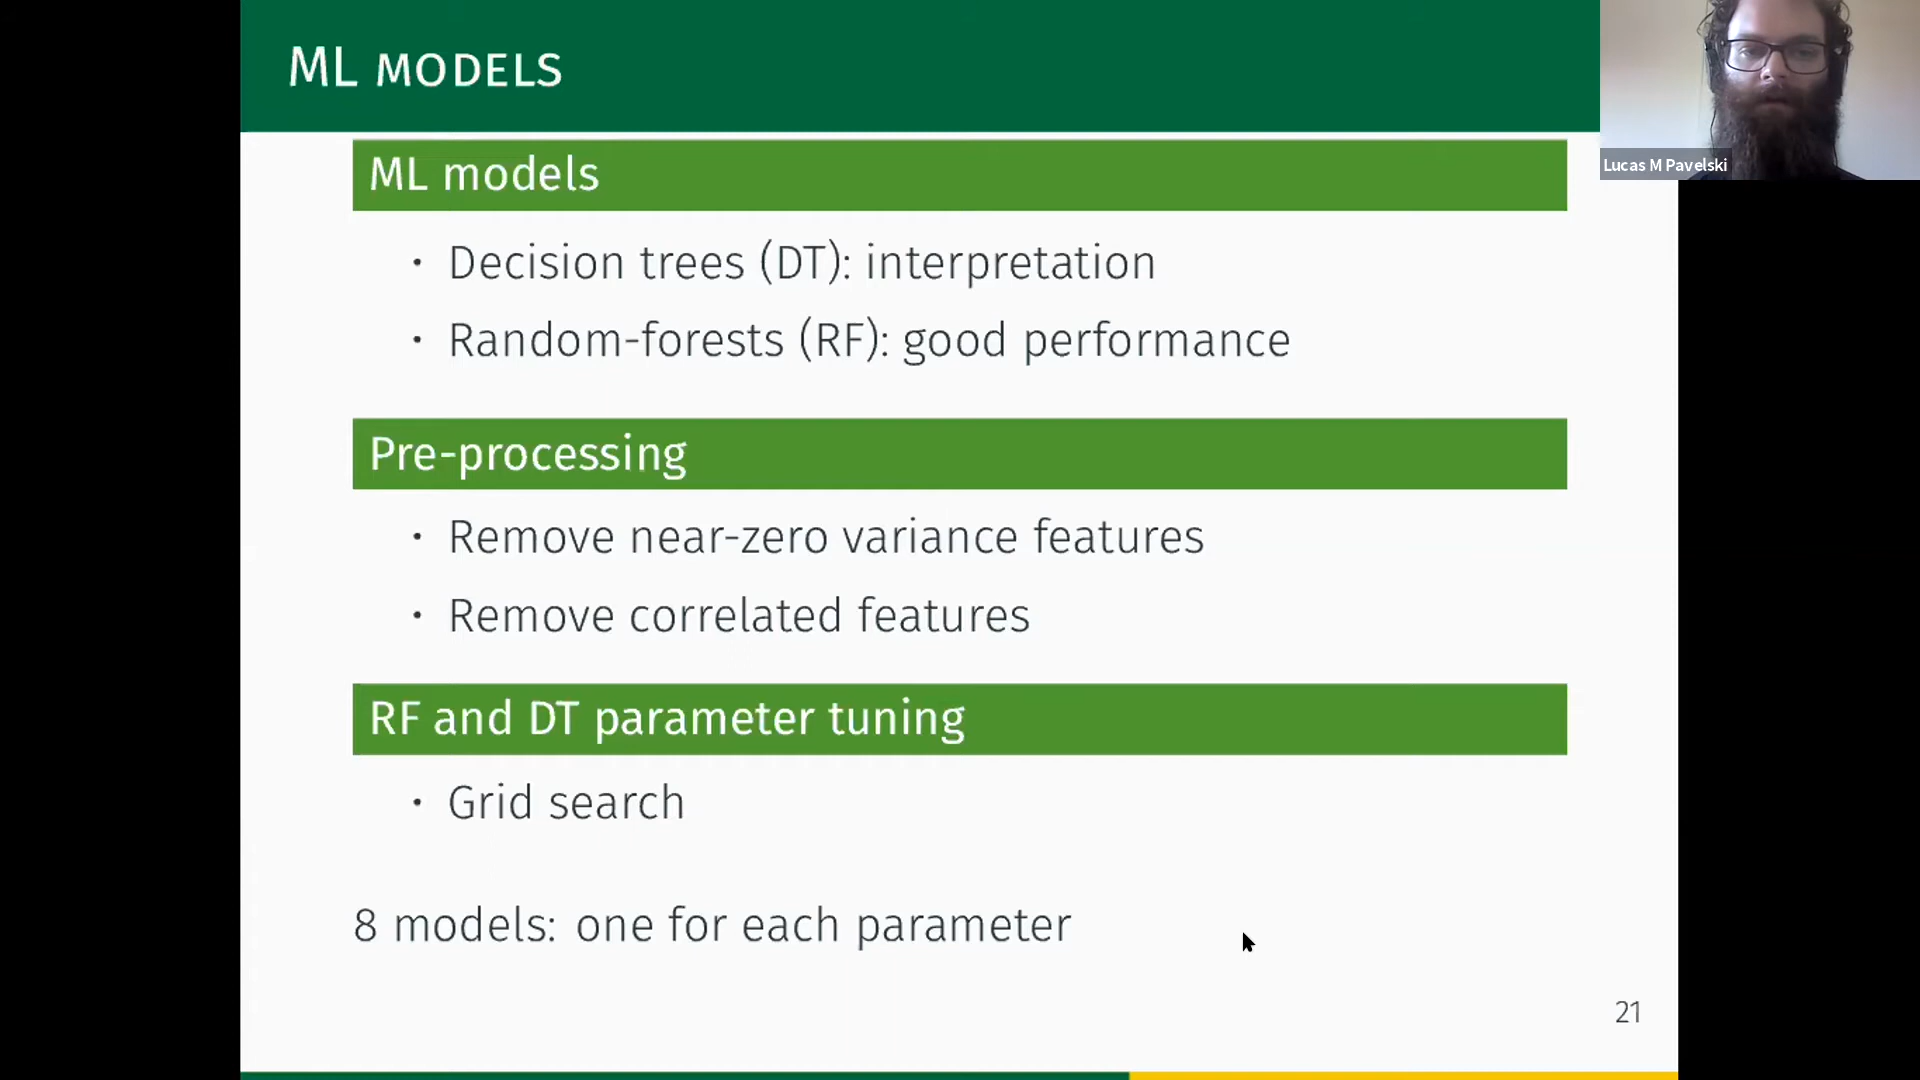 ML MODELS
Lucas M Pavelski
ML models
• Decision trees (DT): interpretation
• Random-forests (RF): good performance
Pre-processing
• Remove near-zero variance features
• Remove correlated features
RF and DT parameter tuning
• Grid search
8 models: one for each parameter
21